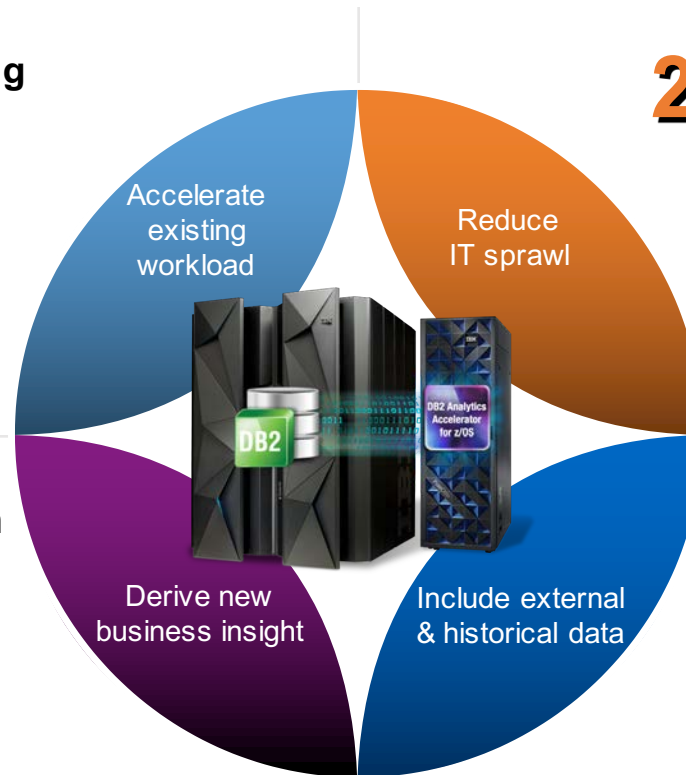 g
2
Accelerate
existing
workload
Reduce
IT sprawl
IBM
DB2 Analytics
Accelerator
for z/OS
DB2
Derive new
business insight
Include external
& historical data